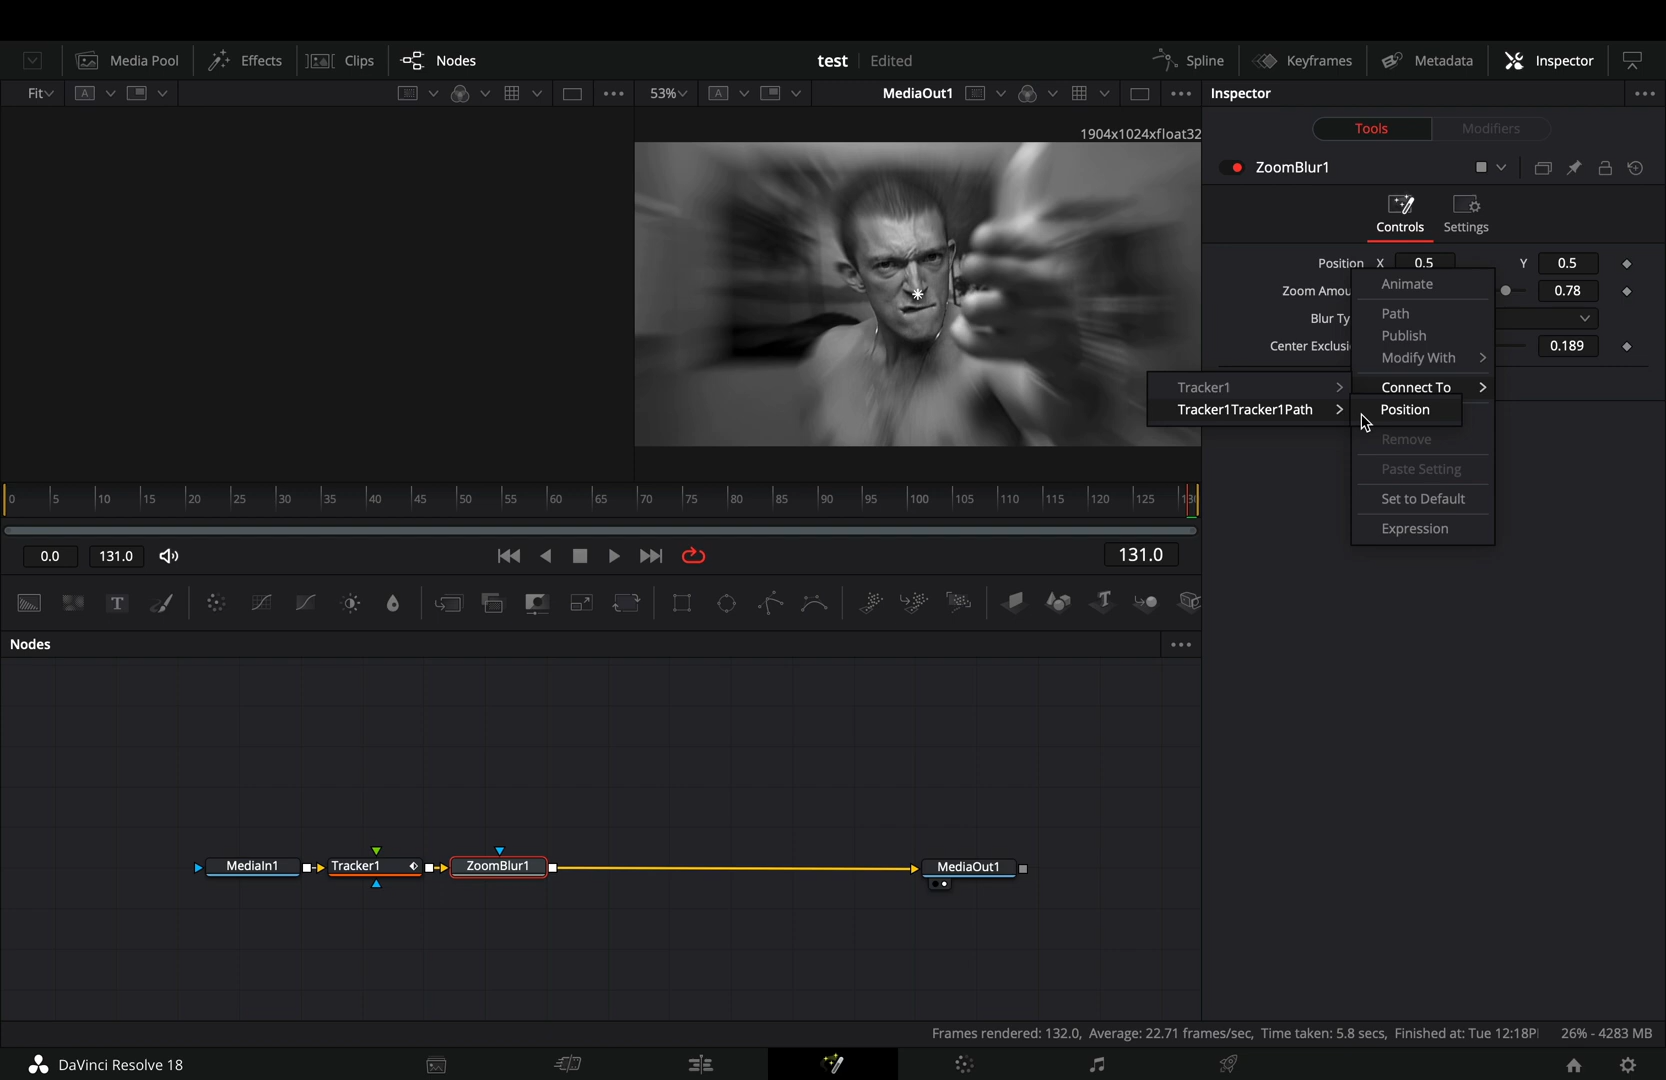 Media Pool
Effects
Clips
Nodes
test
Edited
Spline
Keyframes
Metadata
Inspector
Fit
A
53%
A
MediaOut1
Inspector
1904x1024xfloat32
Tools
Modifiers
ZoomBlur1
Controls
Settings
Position X 0.5 Y 0.5
Zoom Amou 0.78
Blur Ty
Center Exclusi 0.189
Animate
Path
Publish
Modify With
Connect To
Tracker1
Tracker1Tracker1Path
Position
Remove
Paste Setting
Set to Default
Expression
0 5 10 15 20 25 30 35 40 45 50 55 60 65 70 75 80 85 90 95 100 105 110 115 120 125
0.0
131.0
131.0
T
T
Nodes
MediaIn1
Tracker1
ZoomBlur1
MediaOut1
Frames rendered: 132.0, Average: 22.71 frames/sec, Time taken: 5.8 secs, Finished at: Tue 12:18P
26% - 4283 MB
DaVinci Resolve 18